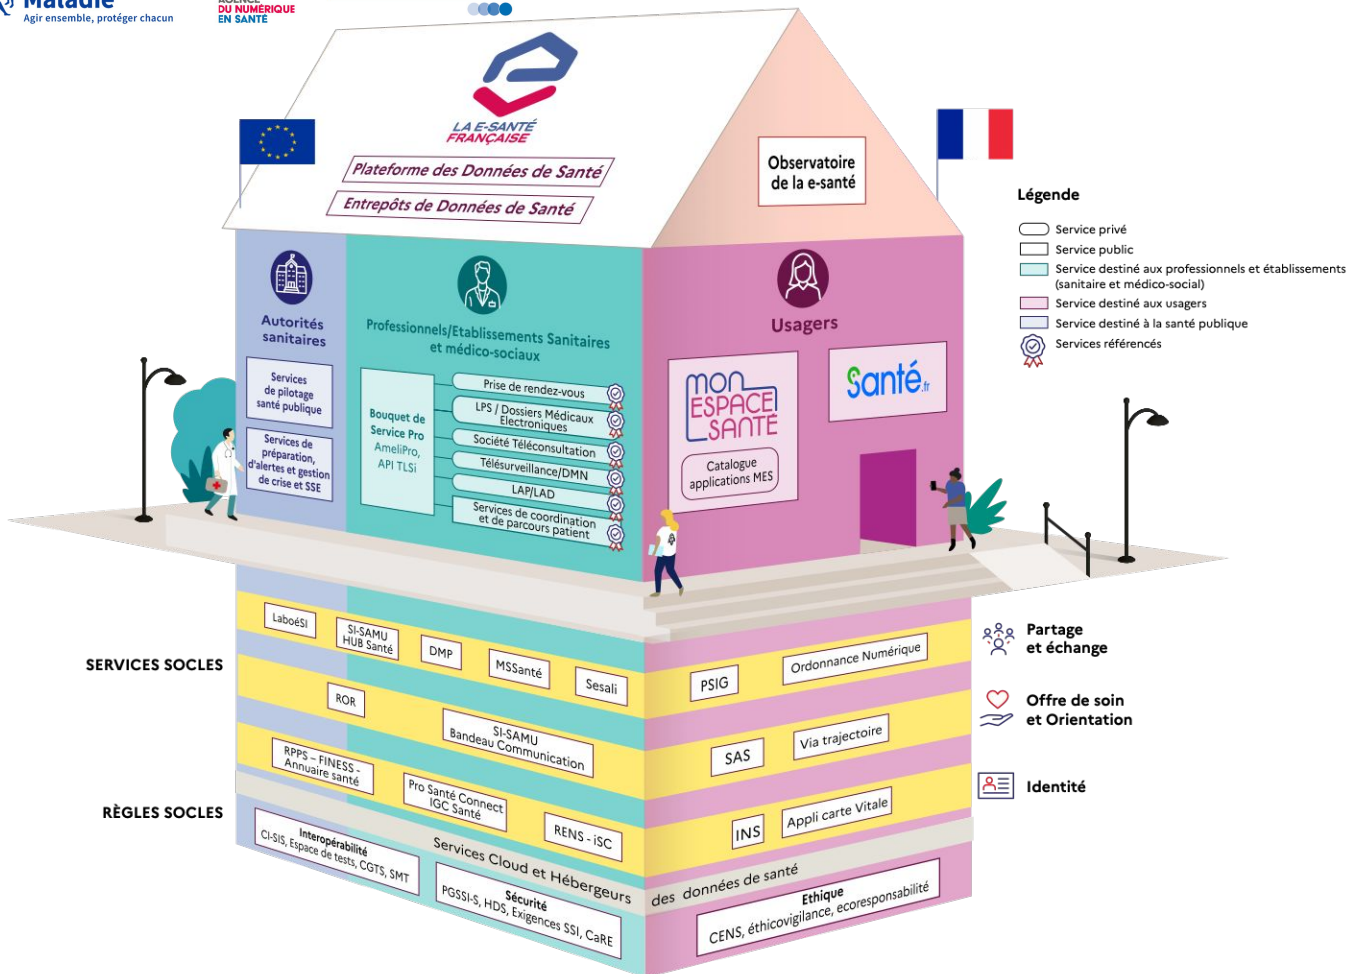 Maladie
Agir ensemble, protéger chacun
AGENCE
DU NUMÉRIQUE
EN SANTÉ
LA E-SANTÉ
FRANÇAISE
Plateforme des Données de Santé
Entrepôts de Données de Santé
Observatoire
de la e-santé
Légende
Service privé
Service public
Service destiné aux professionnels et établissements
(sanitaire et médico-social)
Service destiné aux usagers
Service destiné à la santé publique
Services référencés
Autorités
sanitaires
Services
de pilotage
santé publique
Services de
préparation,
d'alertes et gestion
de crise et SSE
Professionnels/Etablissements Sanitaires
et médico-sociaux
Bouquet de
Service Pro
AmeliPro,
API TLSi
Prise de rendez-vous
LPS / Dossiers Médicaux
Electroniques
Société Téléconsultation
Télésurveillance/DMN
LAP/LAD
Services de coordination
et de parcours patient
Usagers
MON
ESPACE
SANTÉ
Catalogue
applications MES
Santé.fr
SERVICES SOCLES
LaboéSI
SI-SAMU
HUB Santé
DMP
MSSanté
Sesali
PSIG
Ordonnance Numérique
Partage
et échange
ROR
SI-SAMU
Bandeau Communication
SAS
Via trajectoire
Offre de soin
et Orientation
RPPS – FINESS -
Annuaire santé
Pro Santé Connect
IGC Santé
RENS - iSC
INS
Appli carte Vitale
Identité
RÈGLES SOCLES
Services Cloud et Hébergeurs des données de santé
Interopérabilité
CI-SIS, Espace de tests, CGTS, SMT
Sécurité
PGSSI-S, HDS, Exigences SSI, CaRE
Ethique
CENS, éthicovigilance, ecoresponsabilité